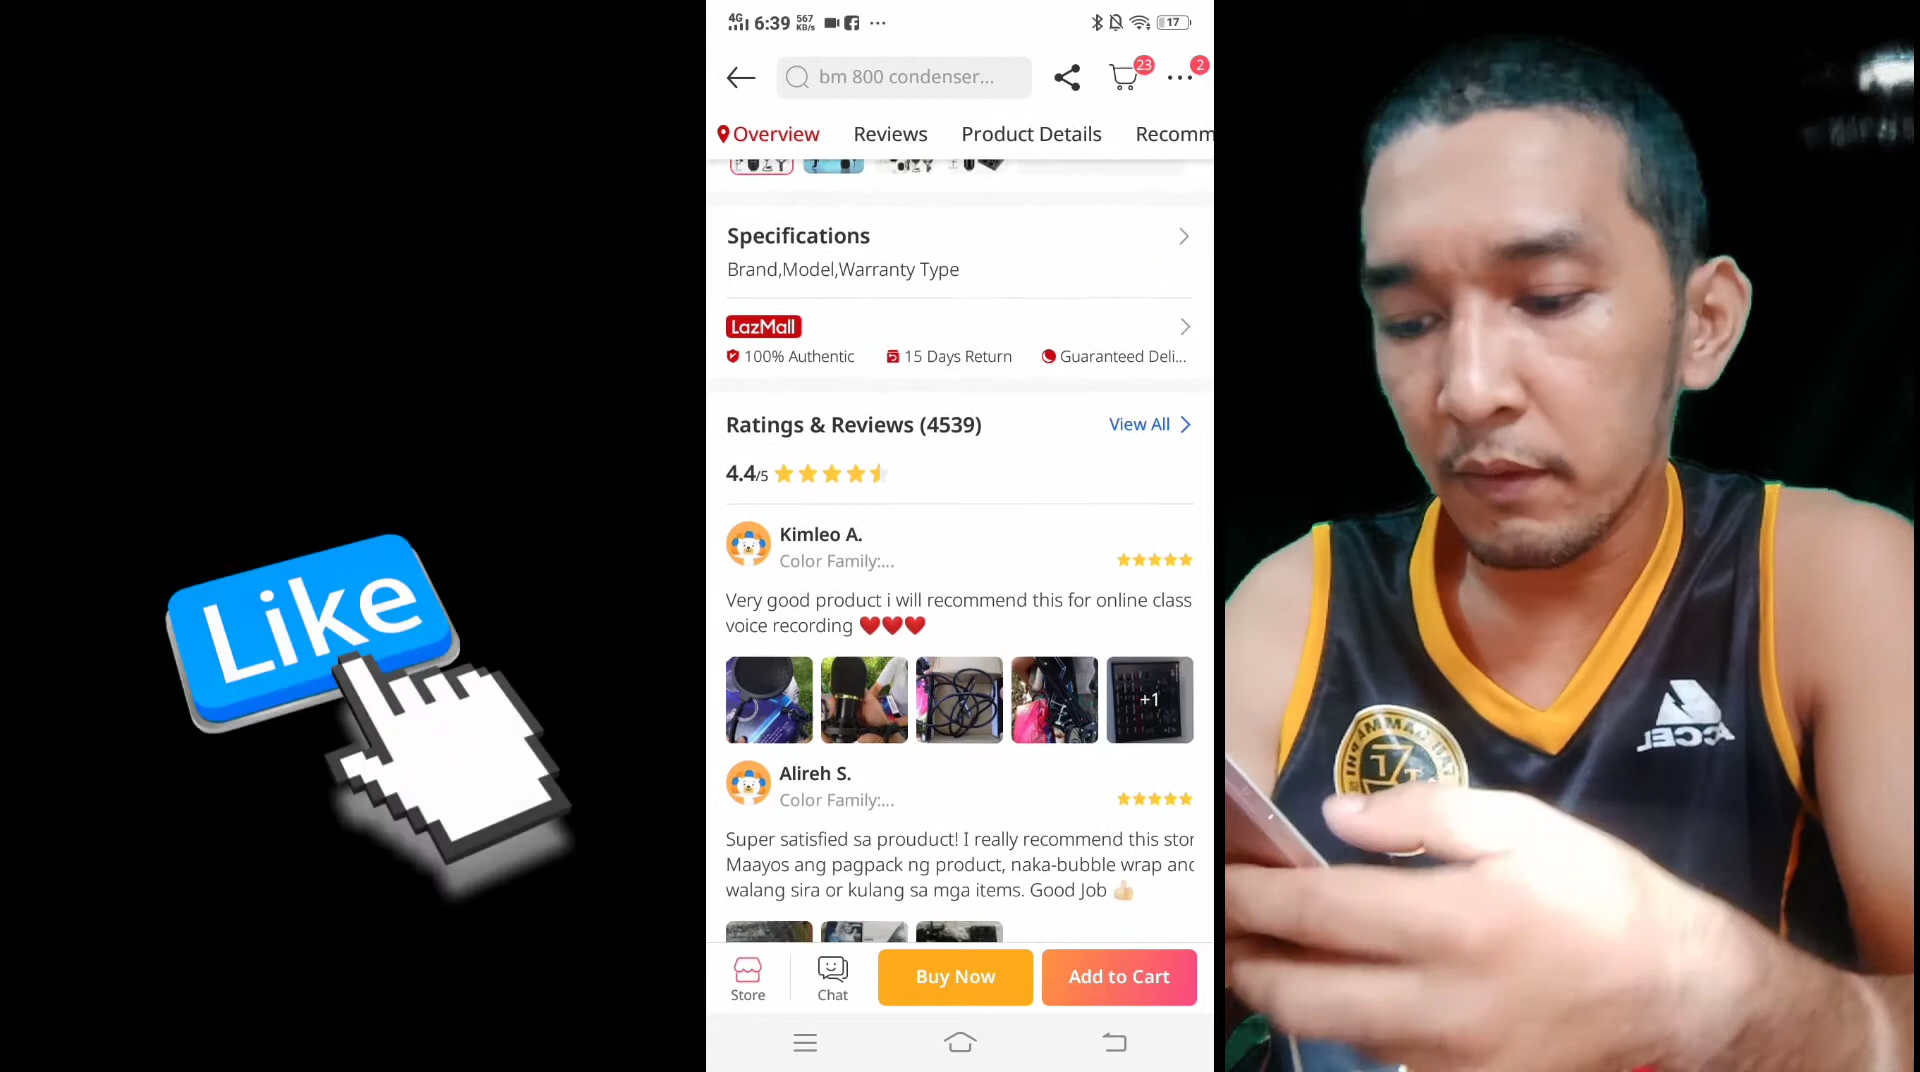 Like
4G 6:39 567 KB/s ... 17
bm 800 condenser... 23 2
Overview Reviews Product Details Recomm
Specifications
Brand,Model,Warranty Type
LazMall
100% Authentic 15 Days Return Guaranteed Deli...
Ratings & Reviews (4539) View All
4.4/5
Kimleo A.
Color Family:...
Very good product i will recommend this for online class
voice recording ❤️❤️❤️
+1
Alireh S.
Color Family:...
Super satisfied sa prouduct! I really recommend this stor
Maayos ang pagpack ng product, naka-bubble wrap and
walang sira or kulang sa mga items. Good Job 👍
Store Chat Buy Now Add to Cart
ACCEL